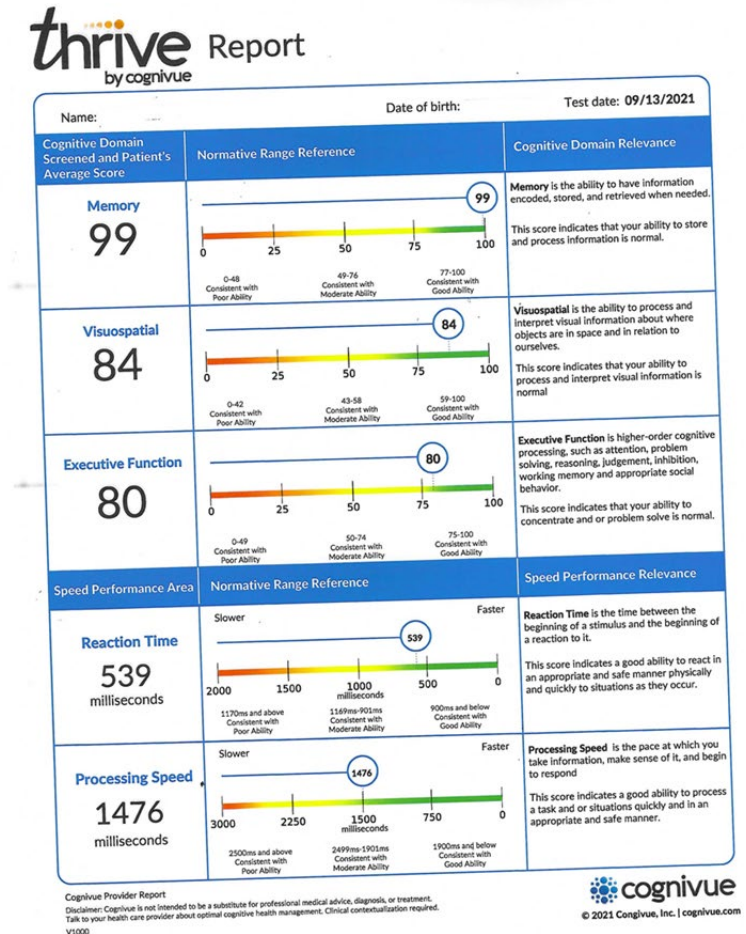 thrive Report
by cognivue
Name:
Date of birth:
Test date: 09/13/2021
Cognitive Domain
Screened and Patient's
Average Score
Normative Range Reference
Cognitive Domain Relevance
Memory
99
99
0 25 50 75 100
0-48
Consistent with
Poor Ability
49-76
Consistent with
Moderate Ability
77-100
Consistent with
Good Ability
Memory is the ability to have information
encoded, stored, and retrieved when needed.
This score indicates that your ability to store
and process information is normal.
Visuospatial
84
84
0 25 50 75 100
0-42
Consistent with
Poor Ability
43-58
Consistent with
Moderate Ability
59-100
Consistent with
Good Ability
Visuospatial is the ability to process and
interpret visual information about where
objects are in space and in relation to
ourselves.
This score indicates that your ability to
process and interpret visual information is
normal
Executive Function
80
80
0 25 50 75 100
0-49
Consistent with
Poor Ability
50-74
Consistent with
Moderate Ability
75-100
Consistent with
Good Ability
Executive Function is higher-order cognitive
processing, such as attention, problem
solving, reasoning, judgement, inhibition,
working memory and appropriate social
behavior.
This score indicates that your ability to
concentrate and or problem solve is normal.
Speed Performance Area
Normative Range Reference
Speed Performance Relevance
Reaction Time
539
milliseconds
Slower
Faster
539
2000 1500 1000 500 0
milliseconds
1170ms and above
Consistent with
Poor Ability
1169ms-901ms
Consistent with
Moderate Ability
900ms and below
Consistent with
Good Ability
Reaction Time is the time between the
beginning of a stimulus and the beginning of
a reaction to it.
This score indicates a good ability to react in
an appropriate and safe manner physically
and quickly to situations as they occur.
Processing Speed
1476
milliseconds
Slower
Faster
1476
3000 2250 1500 750 0
milliseconds
2500ms and above
Consistent with
Poor Ability
2499ms-1901ms
Consistent with
Moderate Ability
1900ms and below
Consistent with
Good Ability
Processing Speed is the pace at which you
take information, make sense of it, and begin
to respond
This score indicates a good ability to process
a task and or situations quickly and in an
appropriate and safe manner.
Cognivue Provider Report
Disclaimer: Cognivue is not intended to be a substitute for professional medical advice, diagnosis, or treatment.
Talk to your health care provider about optimal cognitive health management. Clinical contextualization required.
V1000
cognivue
© 2021 Congivue, Inc. | cognivue.com